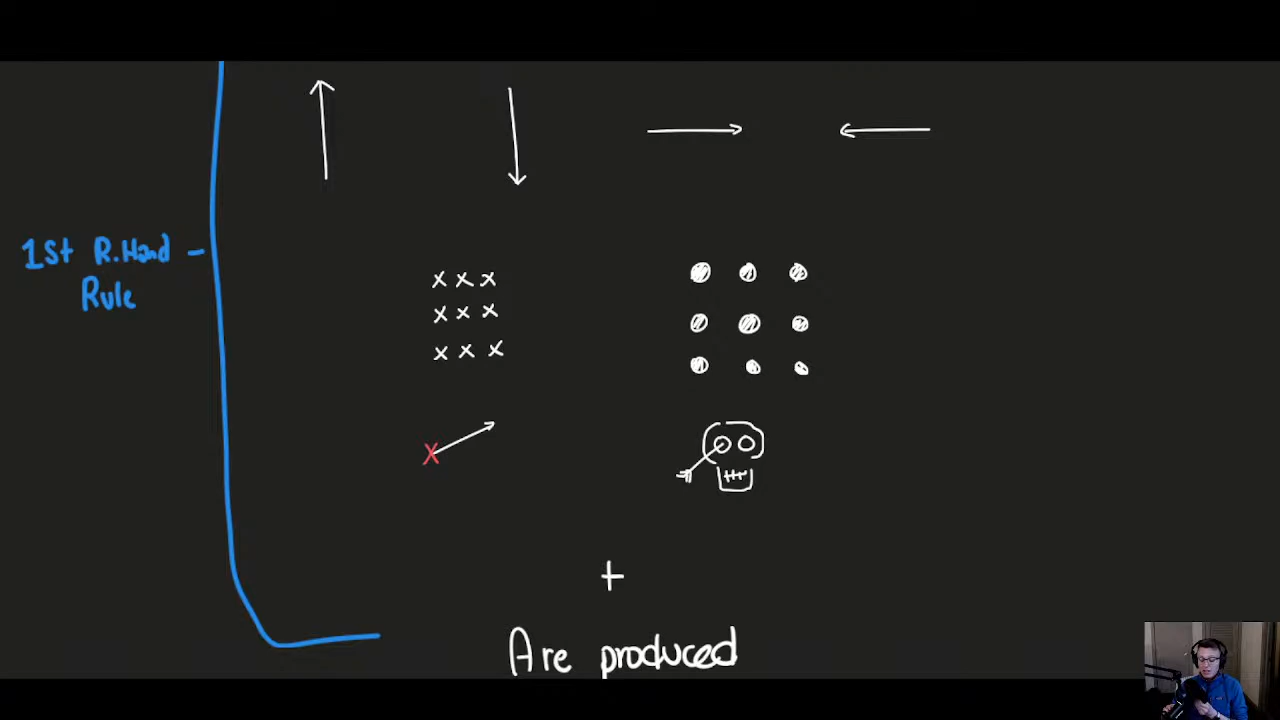 1st R.Hand -
Rule
x x x
x x x
x x x
X
+
Are produced